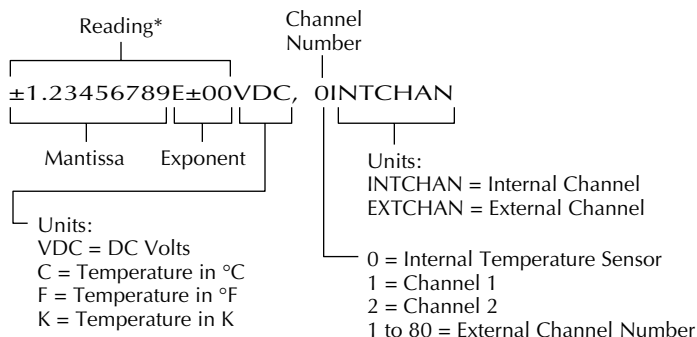 Reading*
Channel
Number
±1.23456789E±00VDC, 0INTCHAN
Mantissa
Exponent
Units:
INTCHAN = Internal Channel
EXTCHAN = External Channel
Units:
VDC = DC Volts
C = Temperature in °C
F = Temperature in °F
K = Temperature in K
0 = Internal Temperature Sensor
1 = Channel 1
2 = Channel 2
1 to 80 = External Channel Number